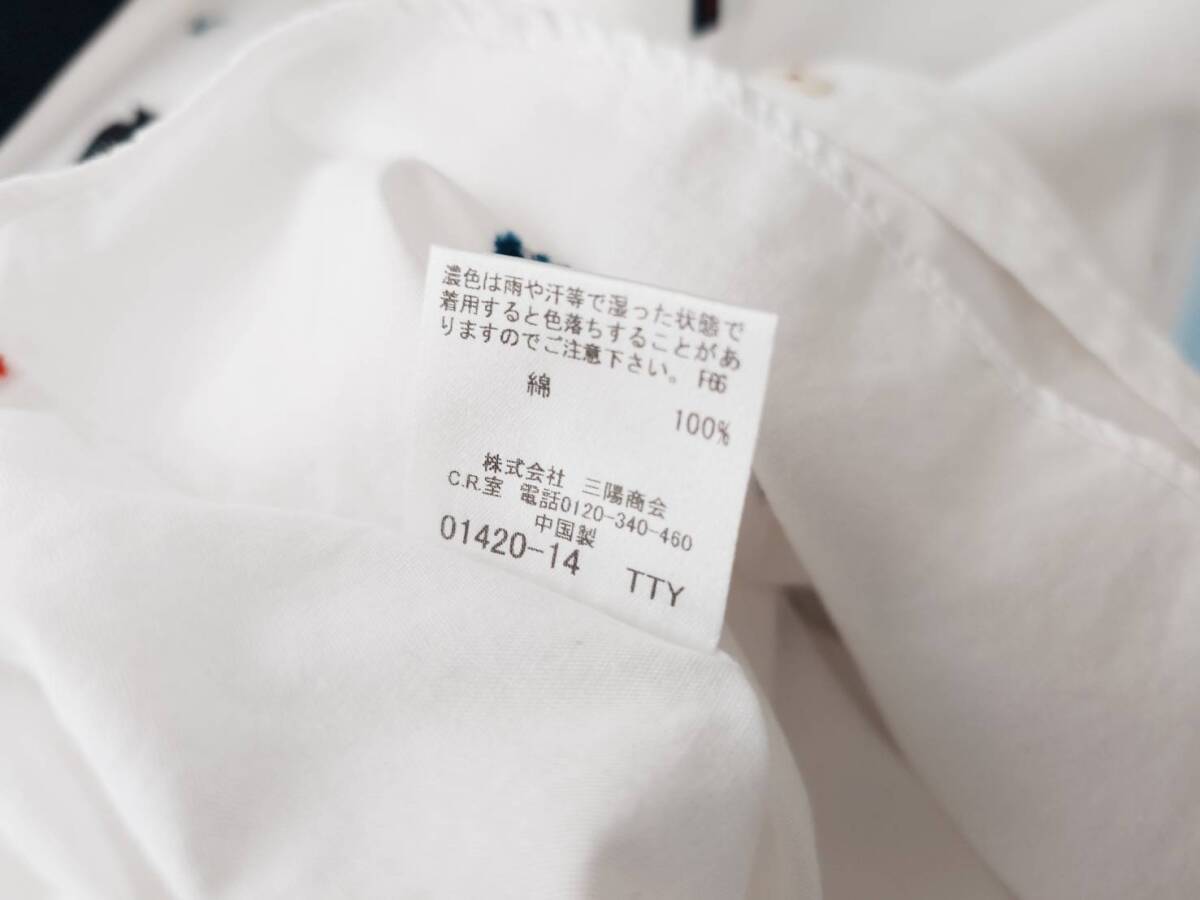 濃色は雨や汗等で湿った状態で
着用すると色落ちすることがあ
りますのでご注意下さい。 F66
綿
100%
株式会社 三陽商会
C.R.室 電話0120-340-460
中国製
01420-14 TTY